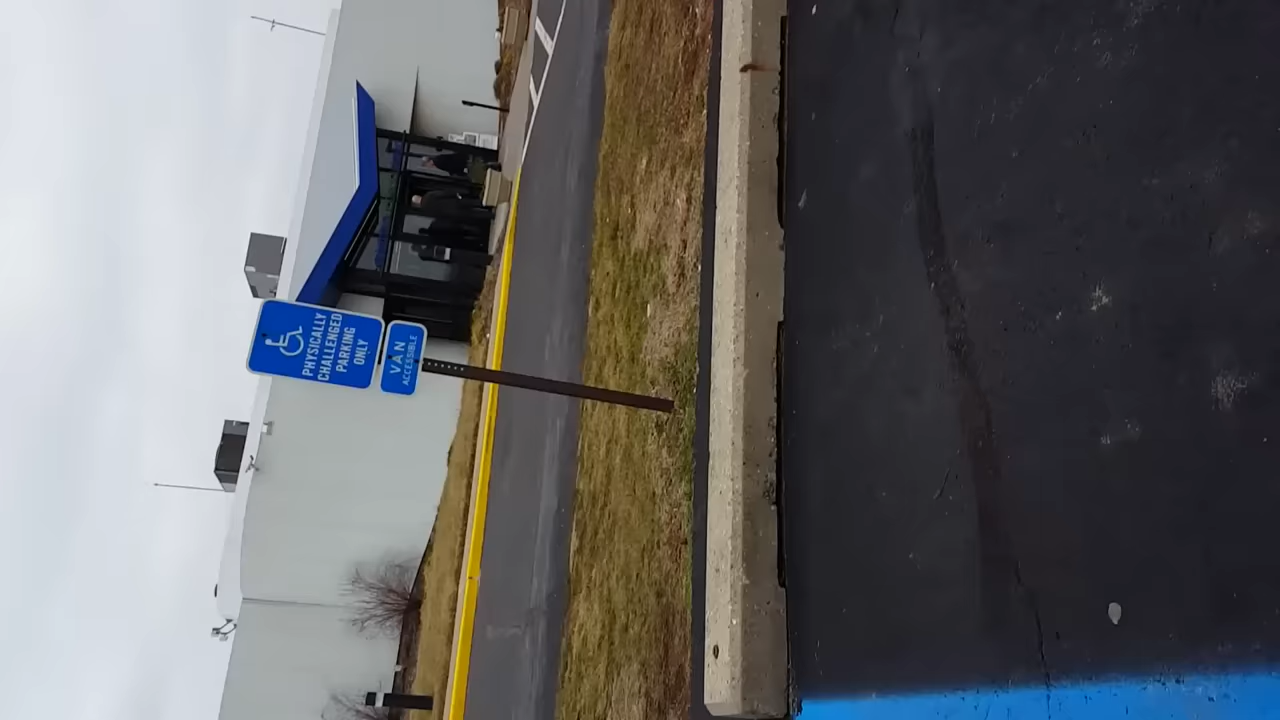 PHYSICALLY
CHALLENGED
PARKING
ONLY
VAN
ACCESSIBLE